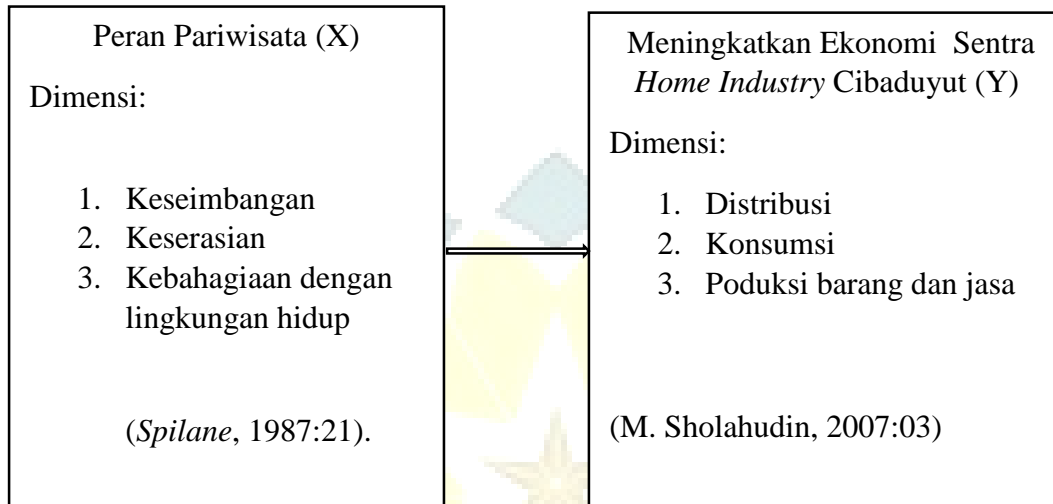 Peran Pariwisata (X)
Dimensi:
1. Keseimbangan
2. Keserasian
3. Kebahagiaan dengan
lingkungan hidup
(Spilane, 1987:21).
Meningkatkan Ekonomi Sentra
Home Industry Cibaduyut (Y)
Dimensi:
1. Distribusi
2. Konsumsi
3. Poduksi barang dan jasa
(M. Sholahudin, 2007:03)